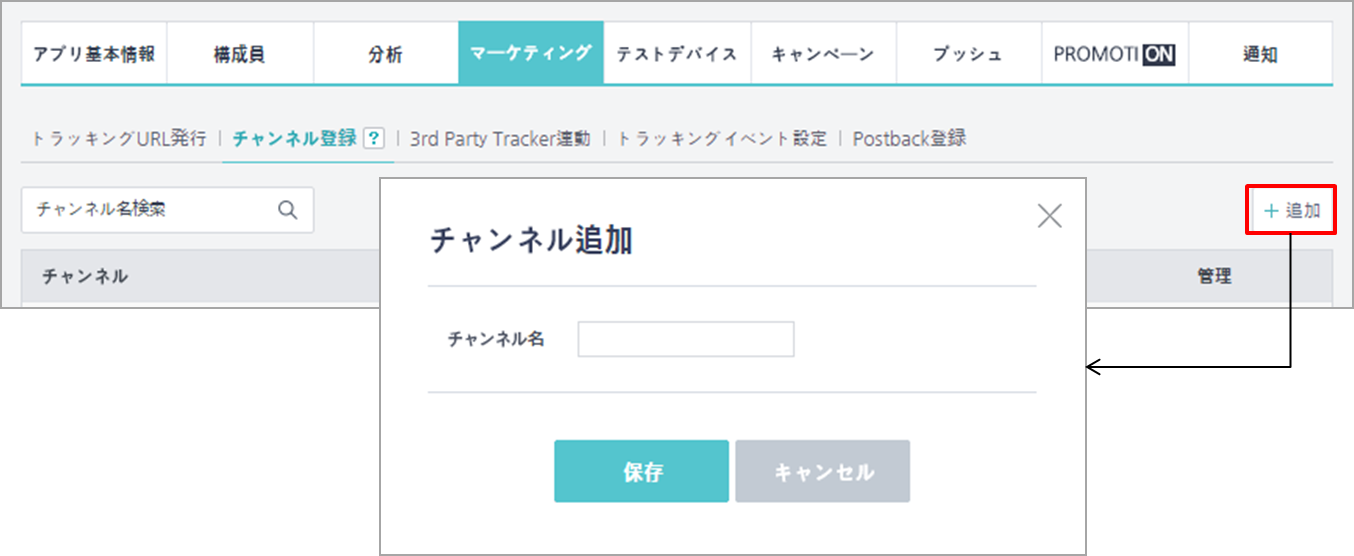 アプリ基本情報 構成員 分析 マーケティング テストデバイス キャンペーン プッシュ PROMOTION 通知
トラッキングURL発行 | チャンネル登録 ? | 3rd Party Tracker連動 | トラッキングイベント設定 | Postback登録
チャンネル名検索 + 追加
チャンネル 管理
チャンネル追加
チャンネル名
保存 キャンセル